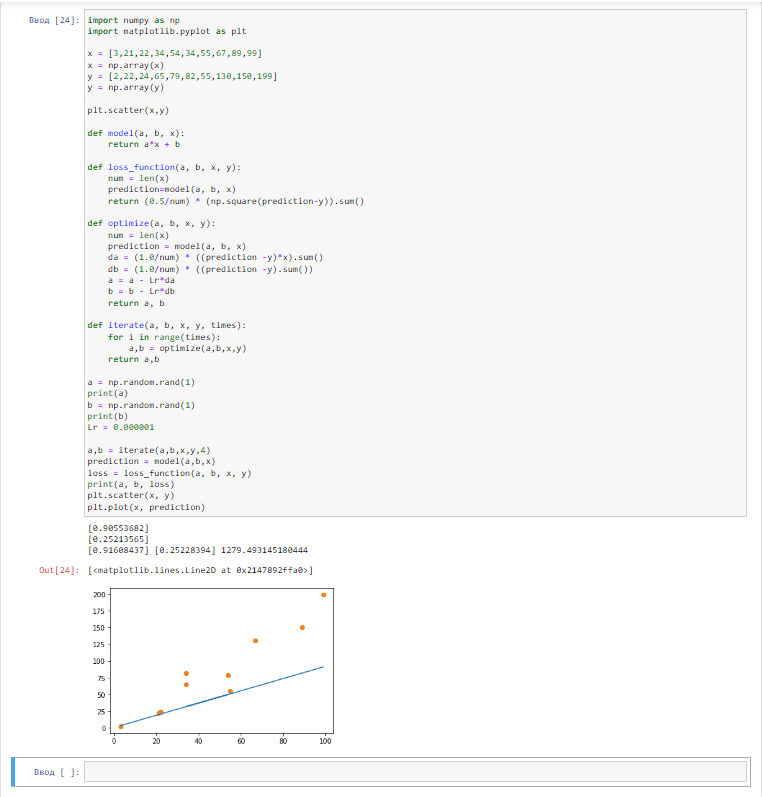 Ввод [24]: import numpy as np
import matplotlib.pyplot as plt
x = [3,21,22,34,54,34,55,67,89,99]
x = np.array(x)
y = [2,22,24,65,79,82,55,130,150,199]
y = np.array(y)
plt.scatter(x,y)
def model(a, b, x):
    return a*x + b
def loss_function(a, b, x, y):
    num = len(x)
    prediction=model(a, b, x)
    return (0.5/num) * (np.square(prediction-y)).sum()
def optimize(a, b, x, y):
    num = len(x)
    prediction = model(a, b, x)
    da = (1.0/num) * ((prediction -y)*x).sum()
    db = (1.0/num) * ((prediction -y).sum())
    a = a - Lr*da
    b = b - Lr*db
    return a, b
def iterate(a, b, x, y, times):
    for i in range(times):
        a,b = optimize(a,b,x,y)
    return a,b
a = np.random.rand(1)
print(a)
b = np.random.rand(1)
print(b)
Lr = 0.000001
a,b = iterate(a,b,x,y,4)
prediction = model(a,b,x)
loss = loss_function(a, b, x, y)
print(a, b, loss)
plt.scatter(x, y)
plt.plot(x, prediction)
[0.90553682]
[0.25213565]
[0.91608437] [0.25228394] 1279.493145180444
Out[24]: [<matplotlib.lines.Line2D at 0x2147892ffa0>]
200
175
150
125
100
75
50
25
0
0 20 40 60 80 100
Ввод [ ]: